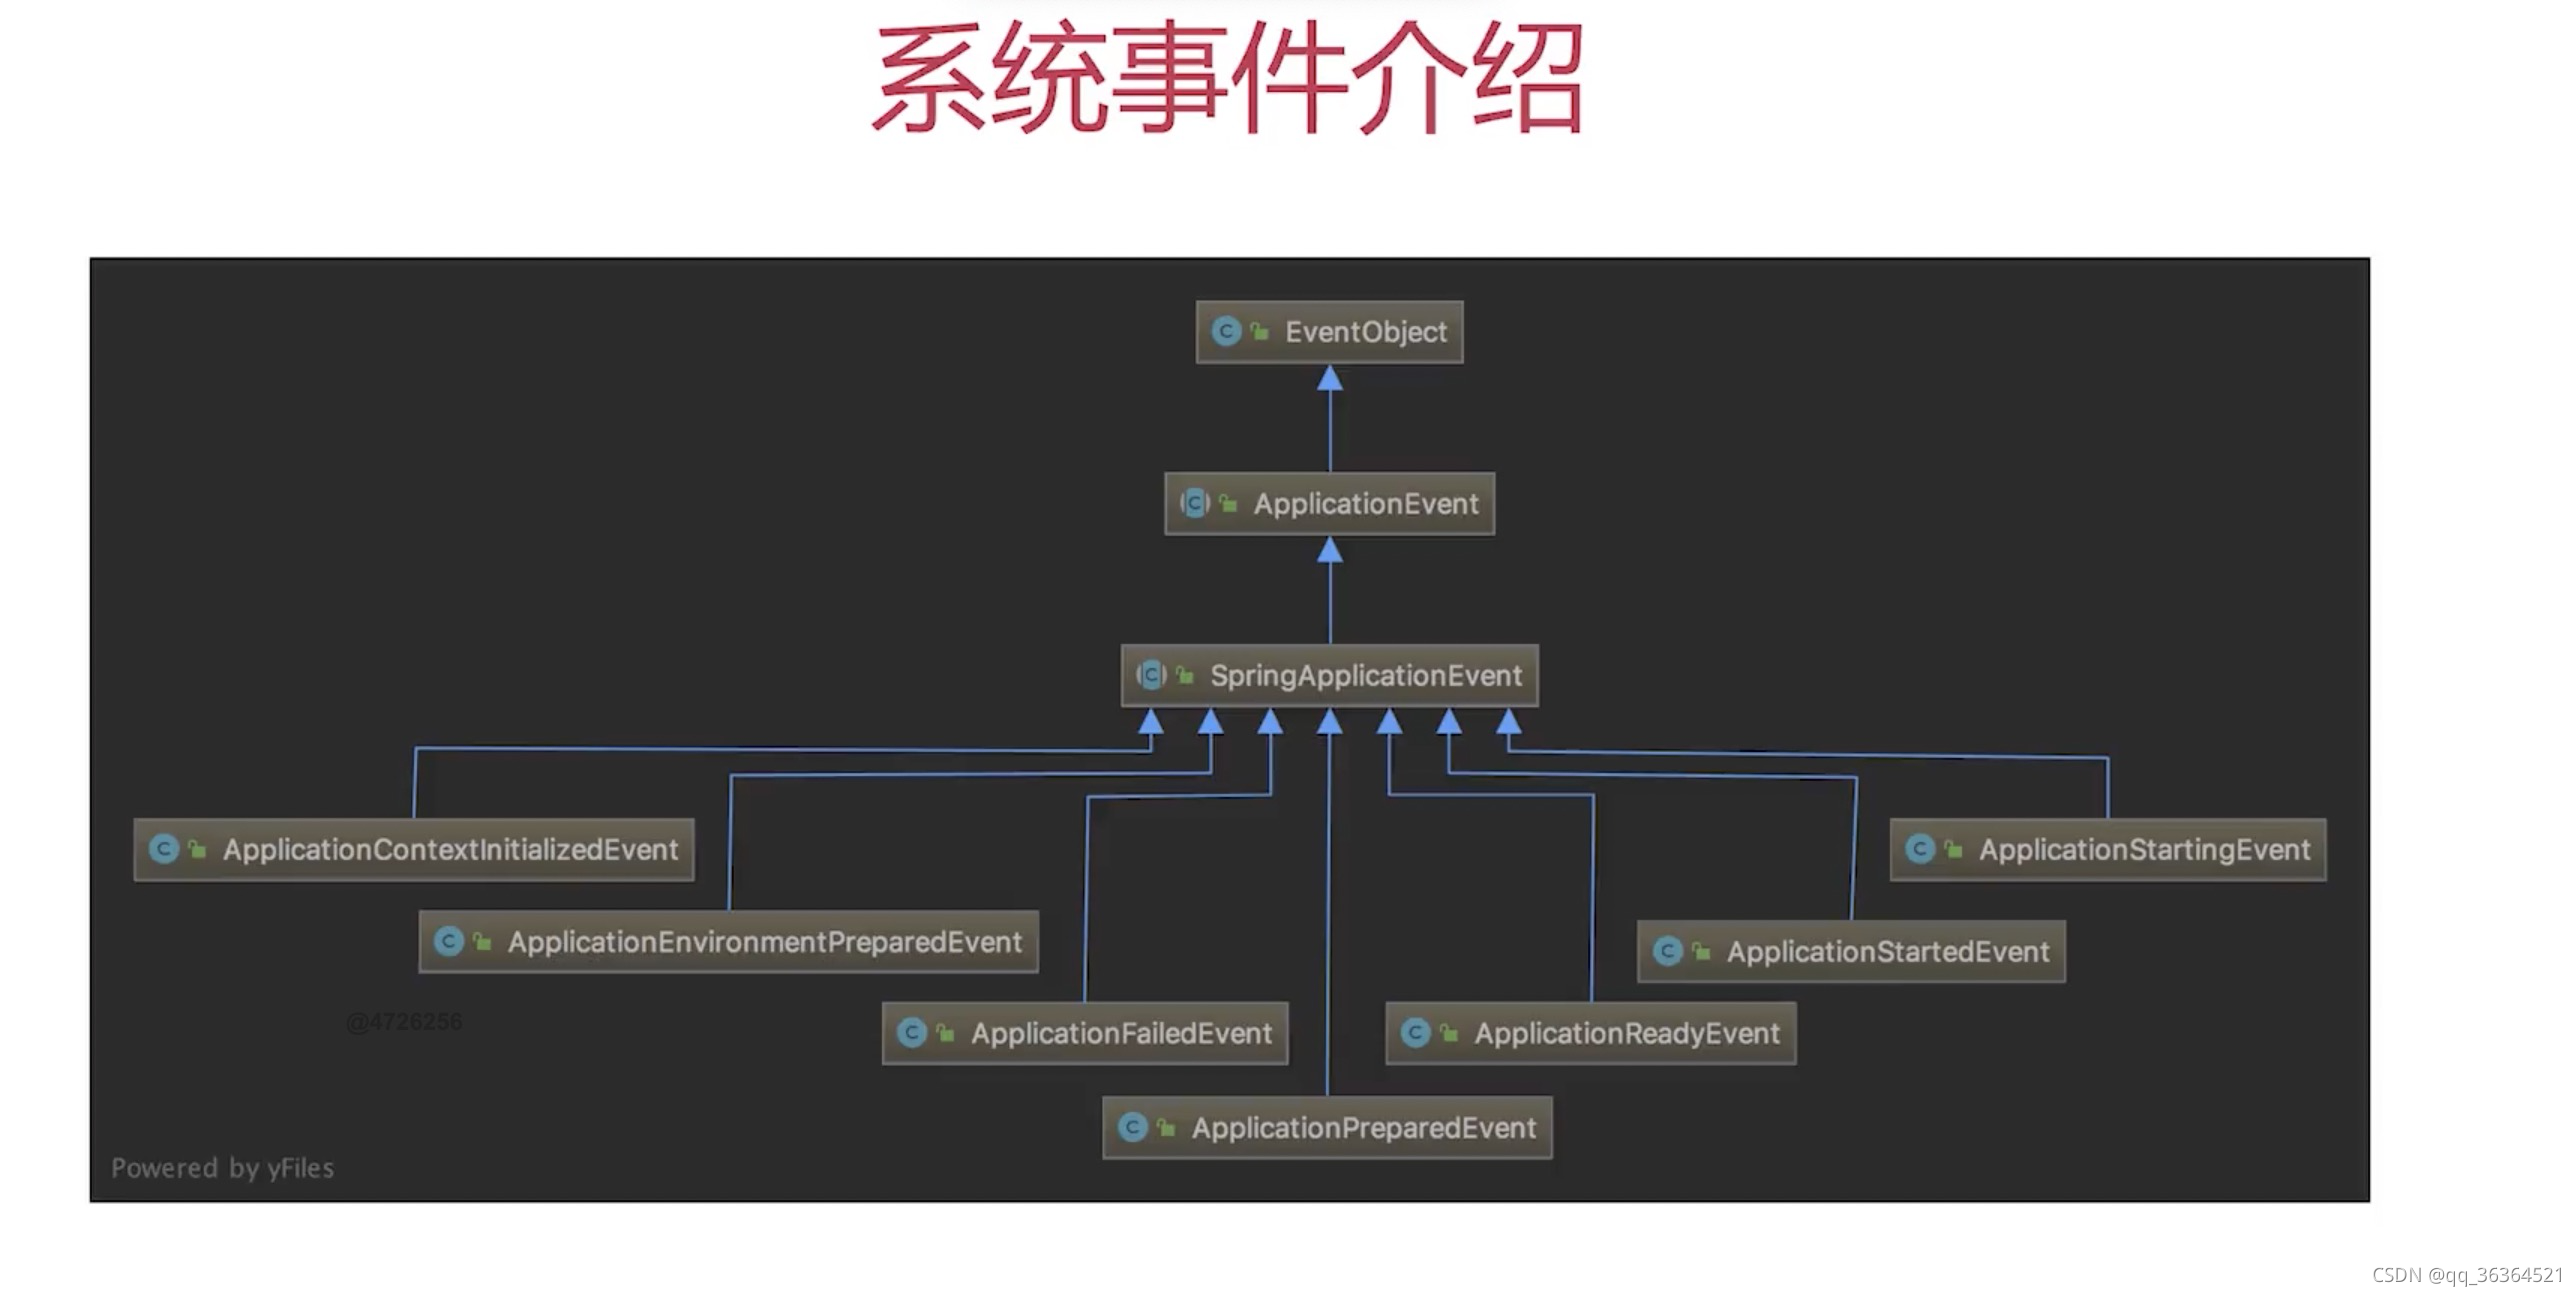 系统事件介绍
EventObject
ApplicationEvent
SpringApplicationEvent
ApplicationContextInitializedEvent
ApplicationStartingEvent
ApplicationEnvironmentPreparedEvent
ApplicationStartedEvent
@4726256
ApplicationFailedEvent
ApplicationReadyEvent
ApplicationPreparedEvent
Powered by yFiles
CSDN @qq_36364521